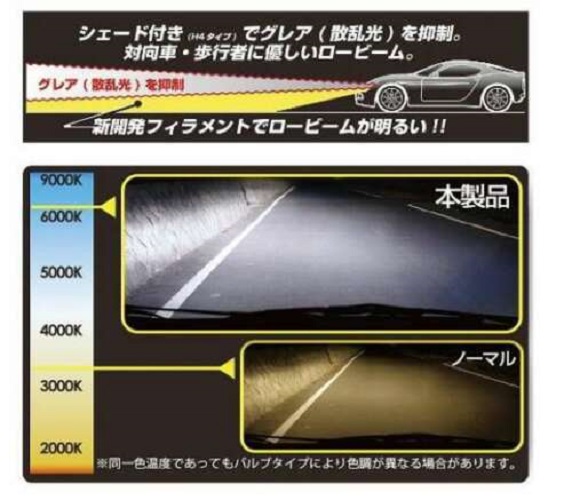 シェード付き(H4タイプ)でグレア(散乱光)を抑制。
対向車・歩行者に優しいロービーム。
グレア(散乱光)を抑制
新開発フィラメントでロービームが明るい!!
9000K
6000K
5000K
4000K
3000K
2000K
本製品
ノーマル
※同一色温度であってもバルブタイプにより色調が異なる場合があります。